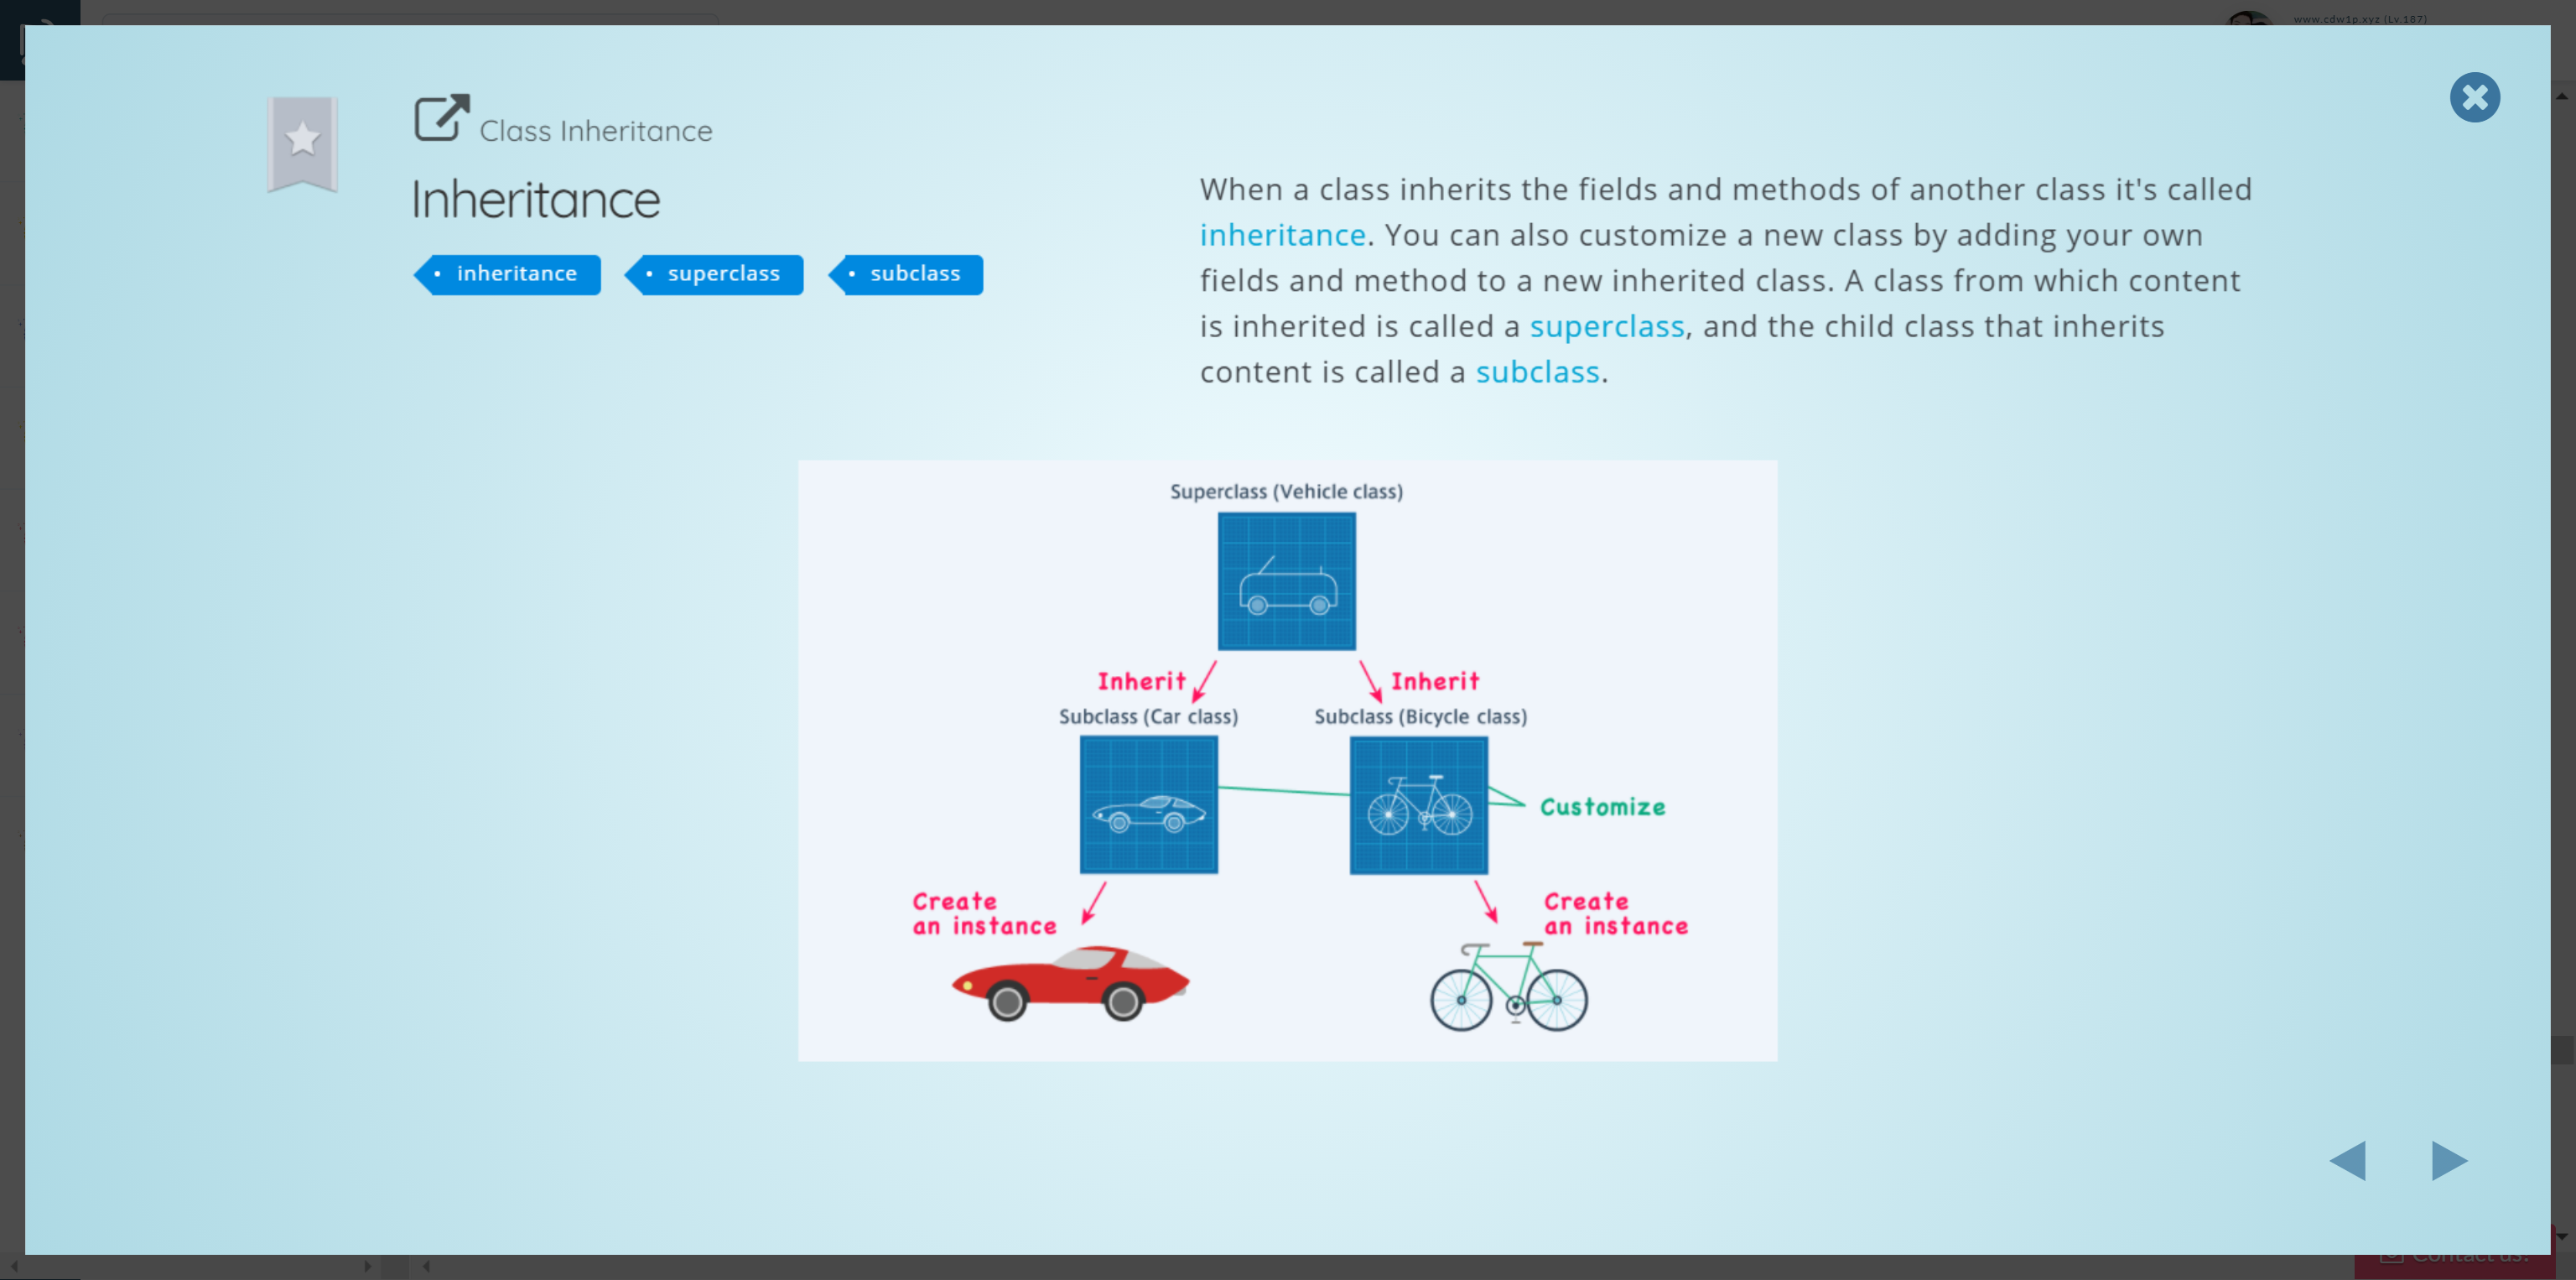 www.cdw1p.xyz (Lv.187)
Class Inheritance
Inheritance
• inheritance • superclass • subclass
When a class inherits the fields and methods of another class it's called
inheritance. You can also customize a new class by adding your own
fields and method to a new inherited class. A class from which content
is inherited is called a superclass, and the child class that inherits
content is called a subclass.
Superclass (Vehicle class)
Inherit Inherit
Subclass (Car class) Subclass (Bicycle class)
Customize
Create Create
an instance an instance
Contact us!